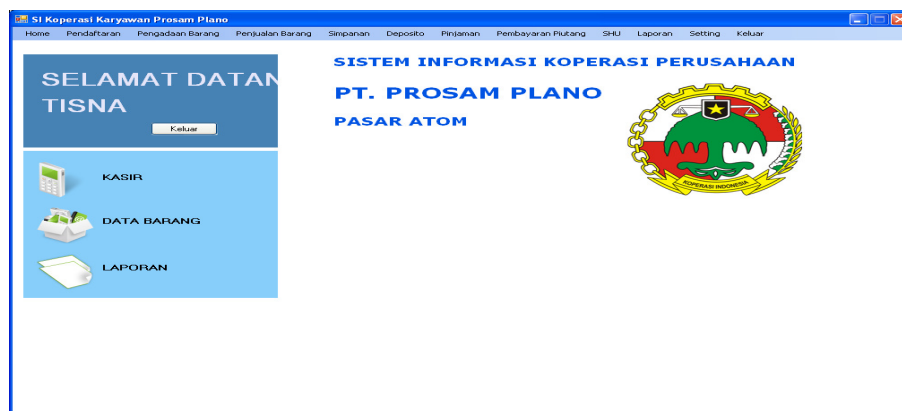 SI Koperasi Karyawan Prosam Plano
Home Pendaftaran Pengadaan Barang Penjualan Barang Simpanan Deposito Pinjaman Pembayaran Piutang SHU Laporan Setting Keluar
SELAMAT DATAN
TISNA
Keluar
KASIR
DATA BARANG
LAPORAN
SISTEM INFORMASI KOPERASI PERUSAHAAN
PT. PROSAM PLANO
PASAR ATOM
KOPERASI INDONESIA